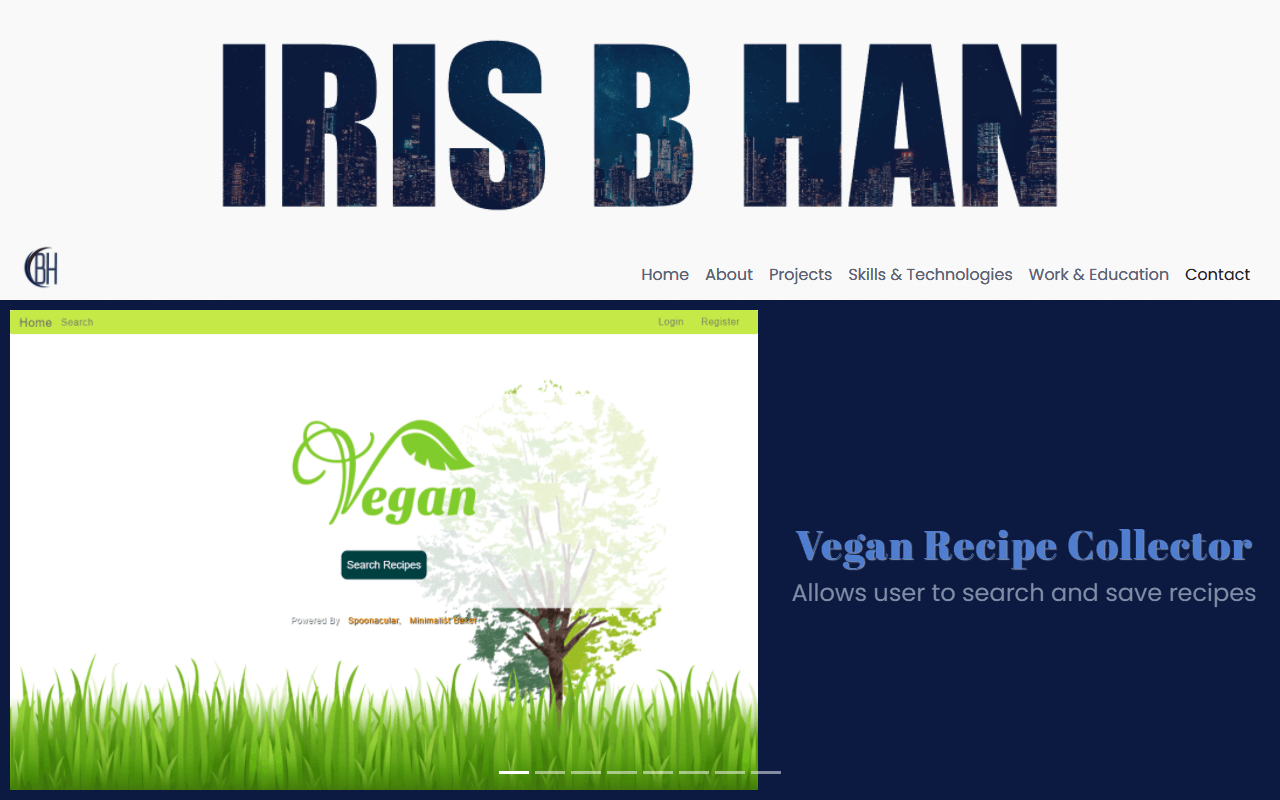 IRIS B HAN
BH
Home About Projects Skills & Technologies Work & Education Contact
Home Search Login Register
Vegan
Search Recipes
Powered By Spoonacular, Minimalist Baker
Vegan Recipe Collector
Allows user to search and save recipes